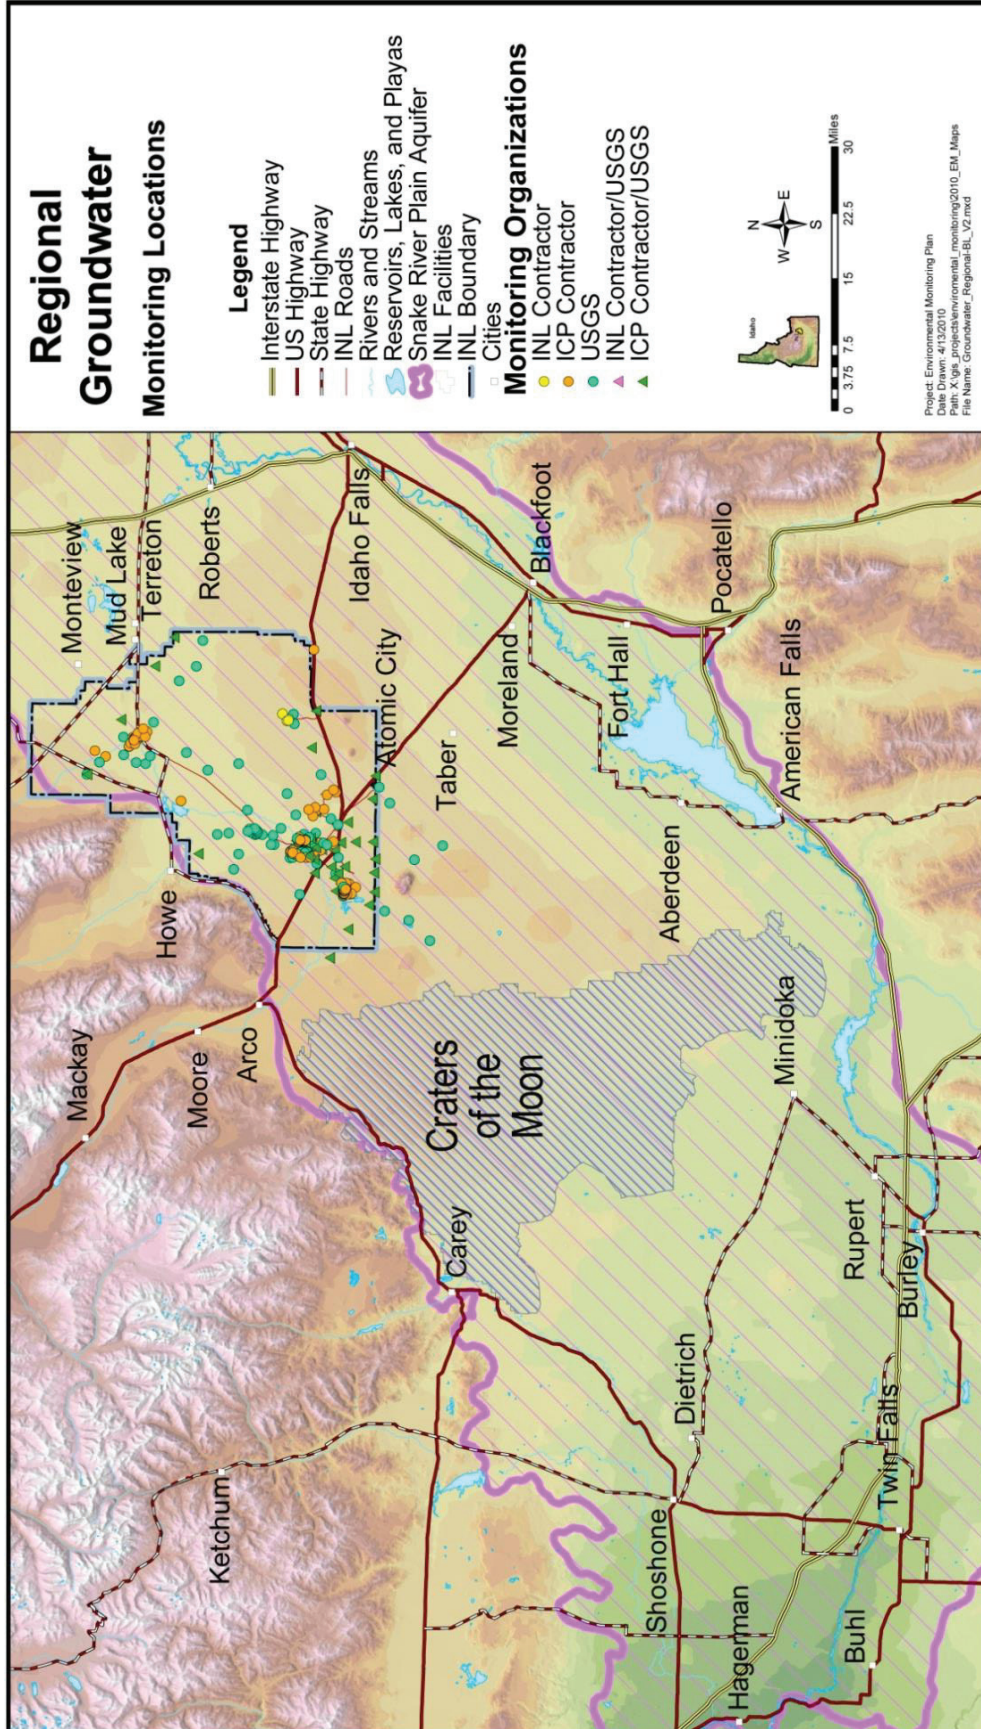 Regional
Groundwater
Monitoring Locations
Legend
Interstate Highway
US Highway
State Highway
INL Roads
Rivers and Streams
Reservoirs, Lakes, and Playas
Snake River Plain Aquifer
INL Facilities
INL Boundary
Cities
Monitoring Organizations
INL Contractor
ICP Contractor
USGS
INL Contractor/USGS
ICP Contractor/USGS
Idaho
N
W
E
S
0 3.75 7.5 15 22.5 30
Miles
Project: Environmental Monitoring Plan
Date Drawn: 4/13/2010
Path: X:\gis_projects\enviromental_monitoring\2010_EM_Maps
File Name: Groundwater_Regional-BL_V2.mxd
Monteview
Mud Lake
Terreton
Roberts
Idaho Falls
Mackay
Howe
Moore
Arco
Atomic City
Taber
Moreland
Blackfoot
Fort Hall
Pocatello
American Falls
Aberdeen
Ketchum
Carey
Craters
of the
Moon
Minidoka
Dietrich
Shoshone
Rupert
Burley
Twin Falls
Hagerman
Buhl